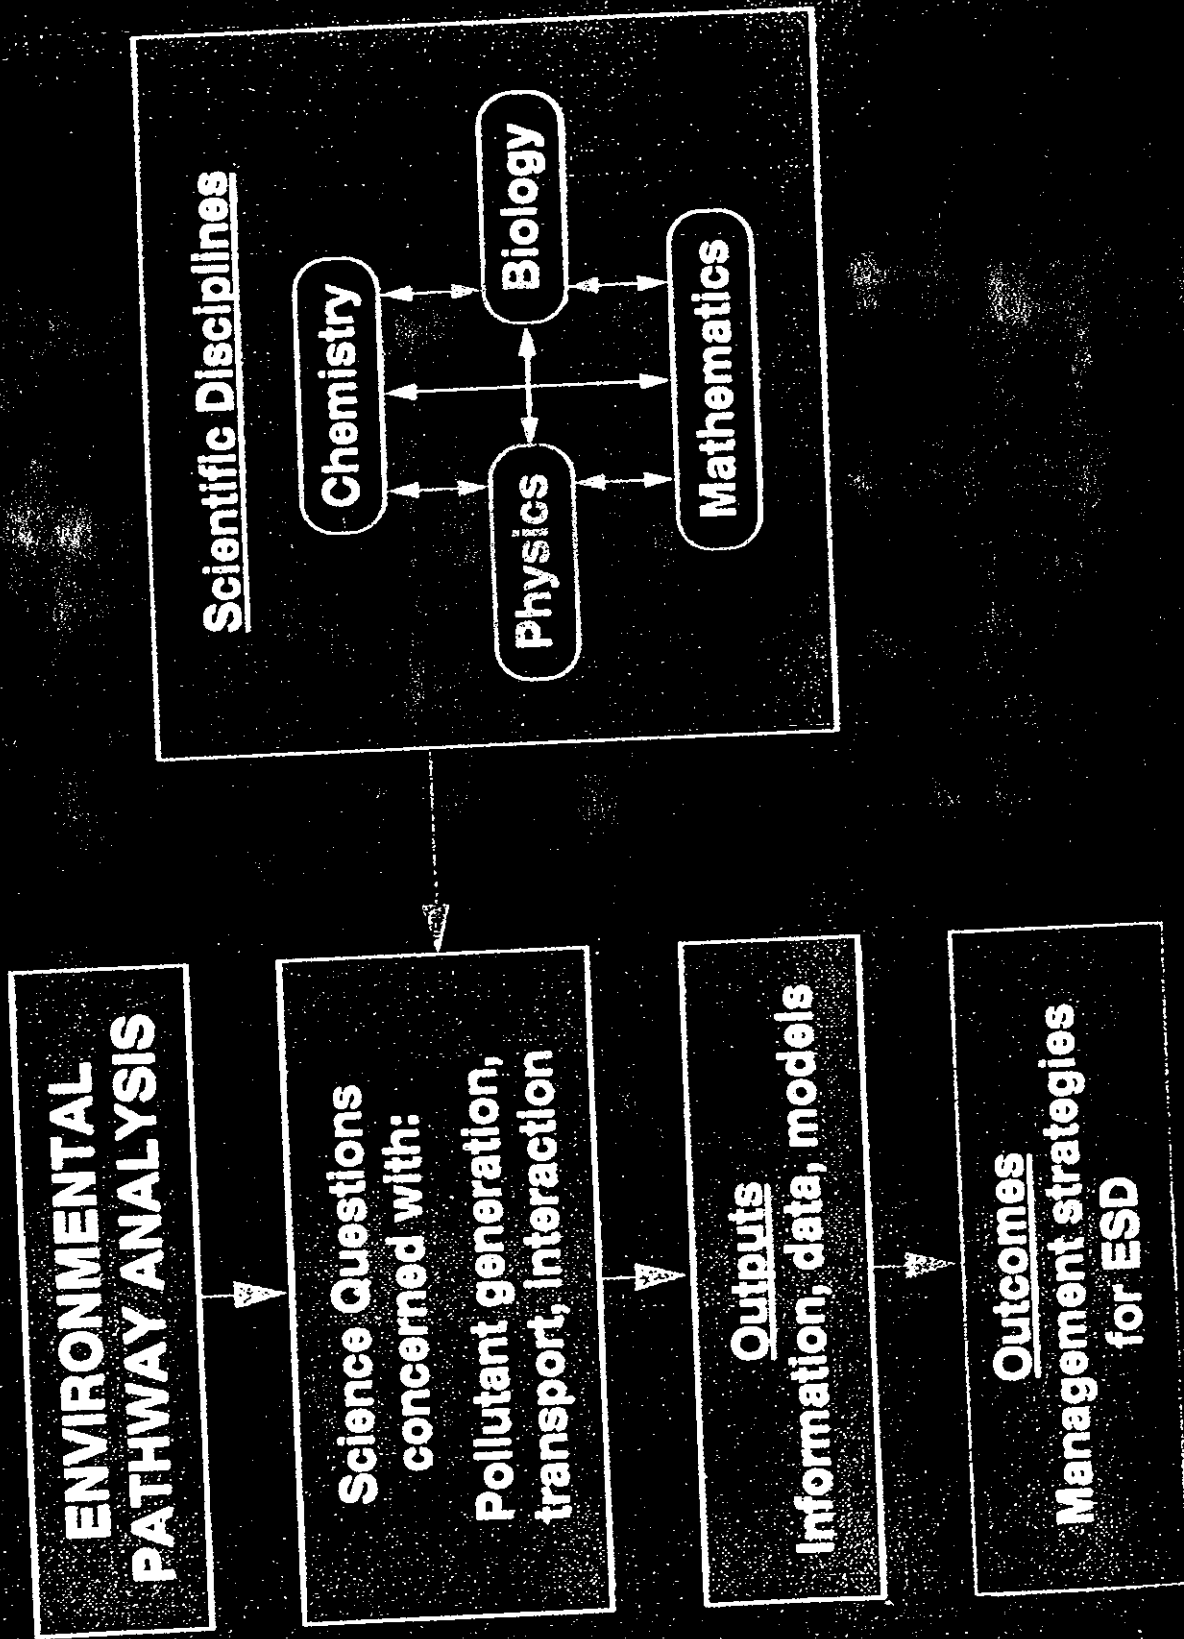 ENVIRONMENTAL
PATHWAY ANALYSIS
Science Questions
concerned with:
Pollutant generation,
transport, interaction
Outputs
Information, data, models
Outcomes
Management strategies
for ESD
Scientific Disciplines
Chemistry
Physics
Biology
Mathematics